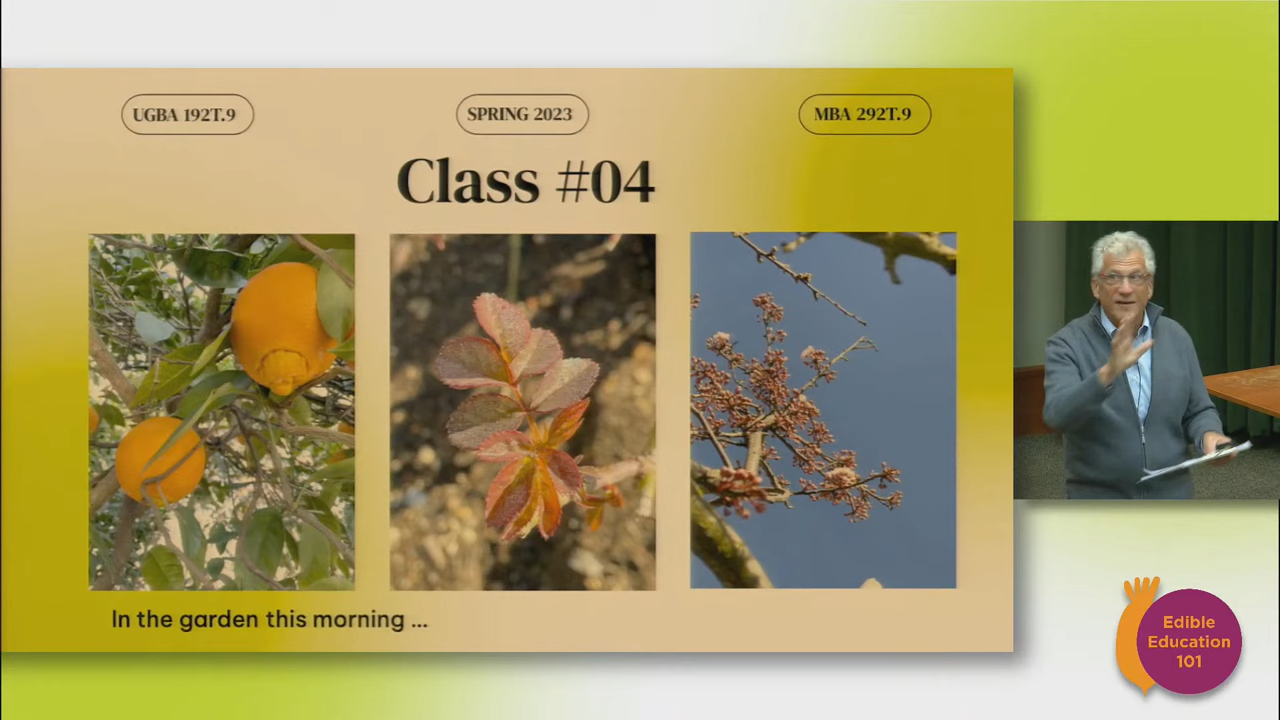 UGBA 192T.9
SPRING 2023
MBA 292T.9
Class #04
In the garden this morning ...
Edible
Education
101